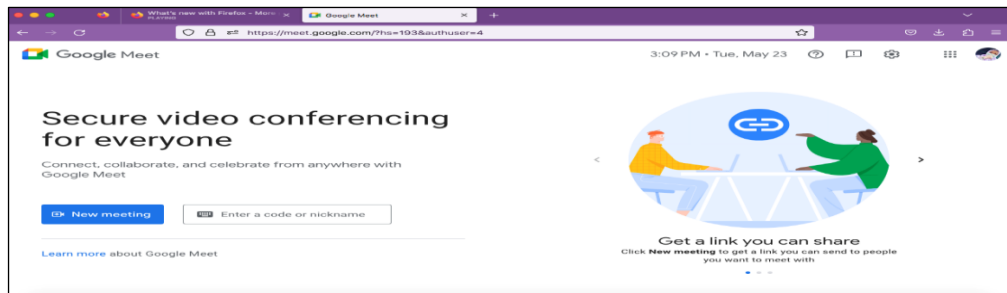 What's new with Firefox – More
PLAYING
Google Meet
https://meet.google.com/?hs=193&authuser=4
Google Meet
3:09 PM • Tue, May 23
Secure video conferencing
for everyone
Connect, collaborate, and celebrate from anywhere with
Google Meet
New meeting
Enter a code or nickname
Learn more about Google Meet
Get a link you can share
Click New meeting to get a link you can send to people
you want to meet with